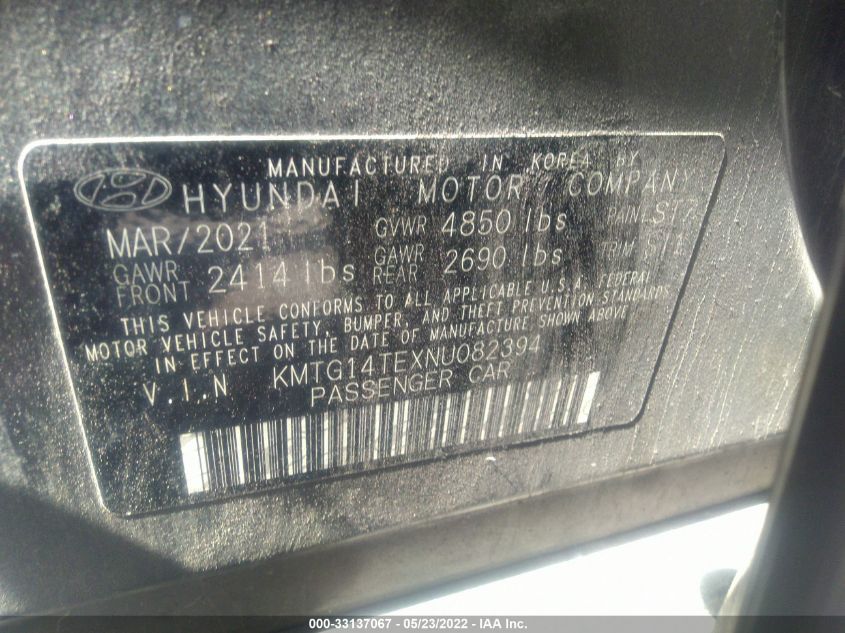 MANUFACTURED IN KOREA BY
HYUNDAI MOTOR COMPANY
MAR/2021 GVWR 4850 lbs PAINT
GAWR FRONT 2414 lbs GAWR REAR 2690 lbs TRIM
THIS VEHICLE CONFORMS TO ALL APPLICABLE U.S.A. FEDERAL
MOTOR VEHICLE SAFETY, BUMPER, AND THEFT PREVENTION STANDARDS
IN EFFECT ON THE DATE OF MANUFACTURE SHOWN ABOVE
V.I.N KMTG14TEXNU082394
PASSENGER CAR
000-33137067 - 05/23/2022 - IAA Inc.